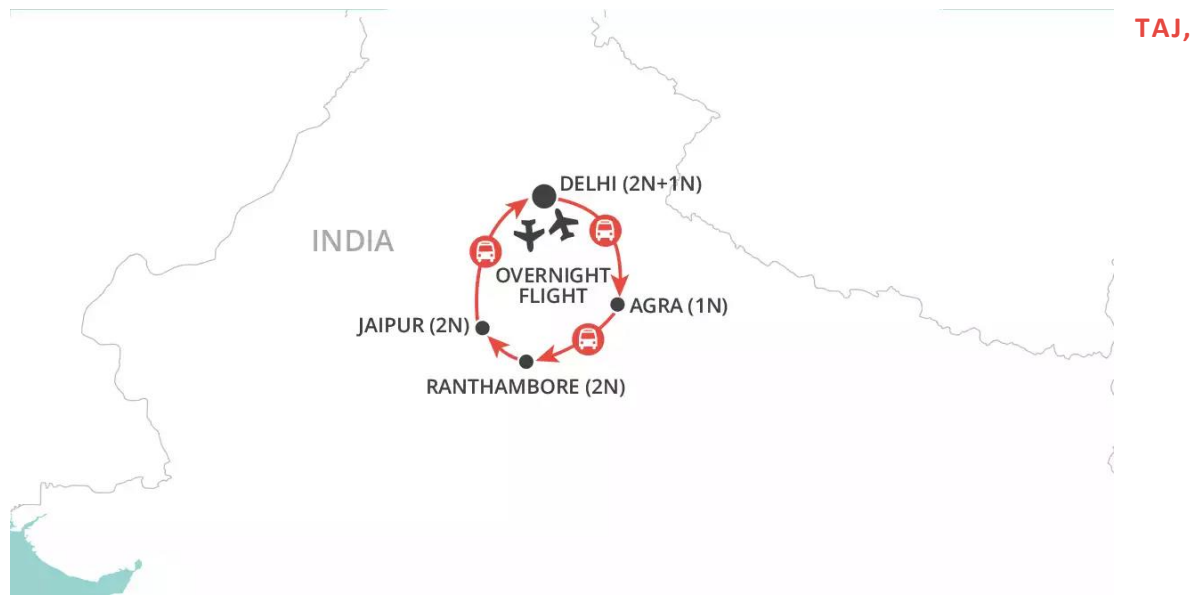 TAJ,
DELHI (2N+1N)
INDIA
OVERNIGHT
FLIGHT
AGRA (1N)
JAIPUR (2N)
RANTHAMBORE (2N)